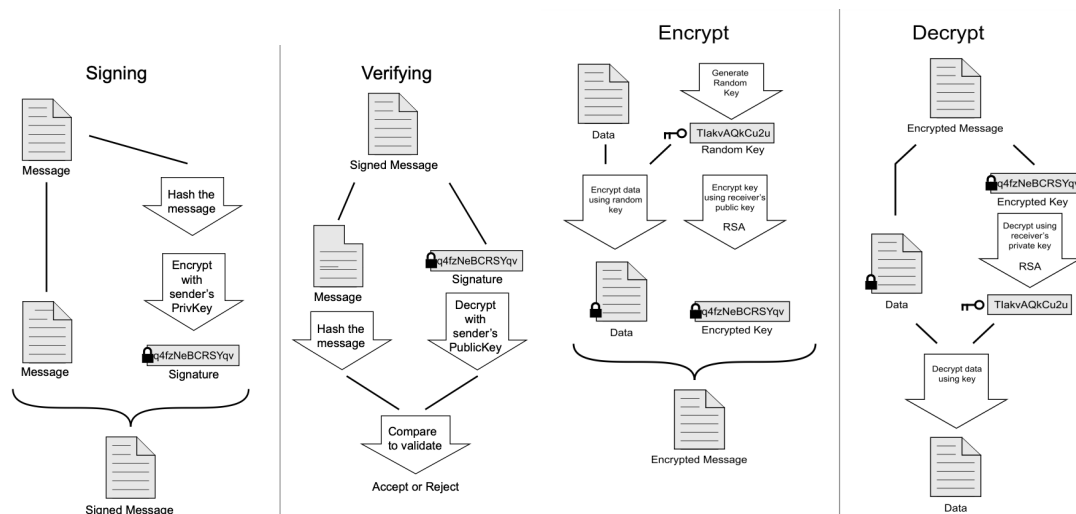 Signing
Message
Hash the
message
Encrypt
with
sender's
PrivKey
Message
q4fzNeBCRSYqv
Signature
Signed Message
Verifying
Signed Message
Message
q4fzNeBCRSYqv
Signature
Hash the
message
Decrypt
with
sender's
PublicKey
Compare
to validate
Accept or Reject
Encrypt
Data
Generate
Random
Key
TIakvAQkCu2u
Random Key
Encrypt data
using random
key
Encrypt key
using receiver's
public key
RSA
Data
q4fzNeBCRSYqv
Encrypted Key
Encrypted Message
Decrypt
Encrypted Message
q4fzNeBCRSYqv
Encrypted Key
Decrypt using
receiver's
private key
RSA
Data
TIakvAQkCu2u
Decrypt data
using key
Data